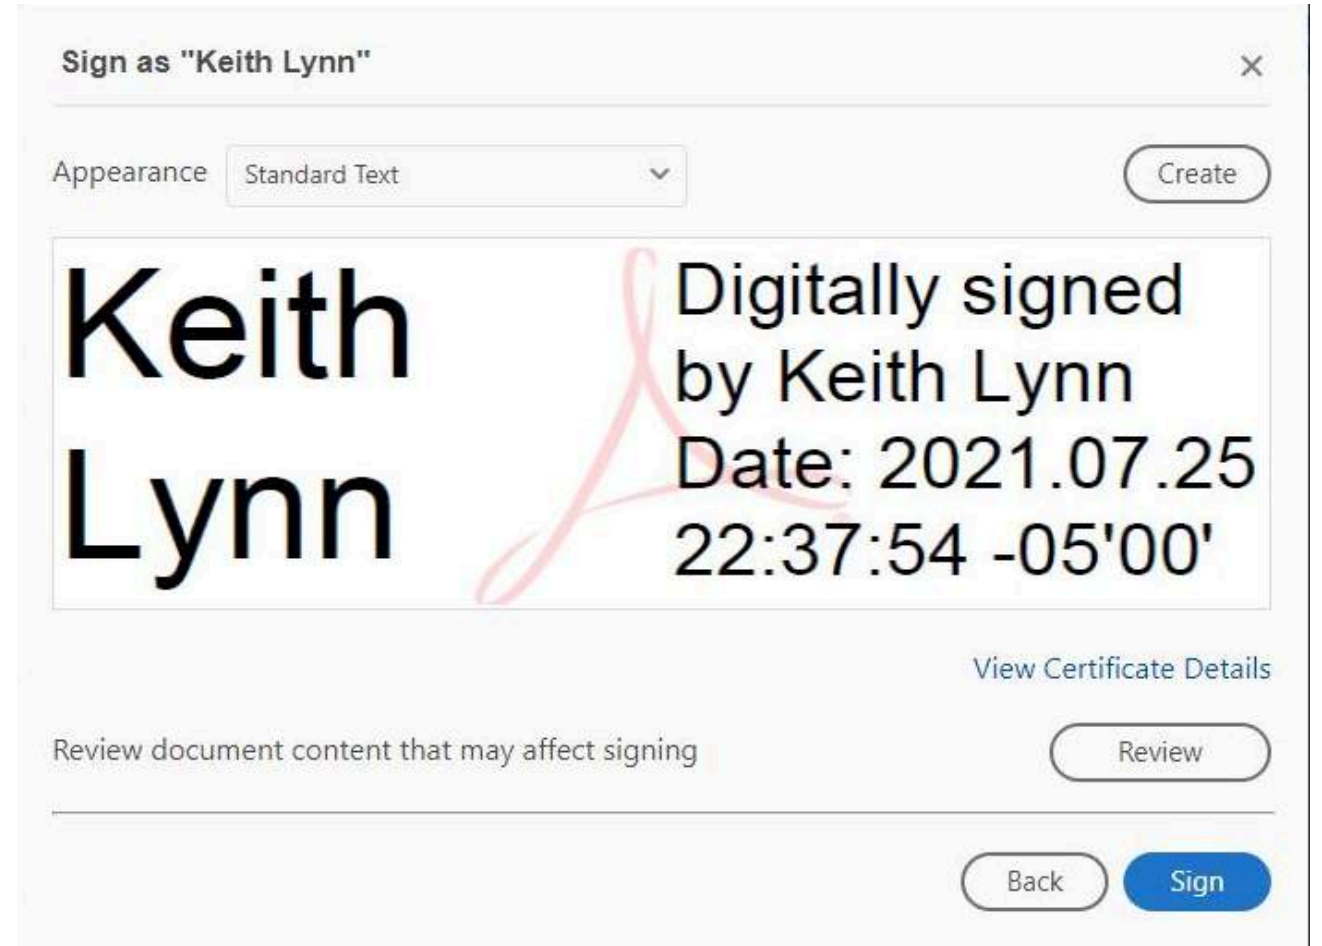 Sign as "Keith Lynn"
Appearance Standard Text Create
Keith
Lynn
Digitally signed
by Keith Lynn
Date: 2021.07.25
22:37:54 -05'00'
View Certificate Details
Review document content that may affect signing Review
Back Sign